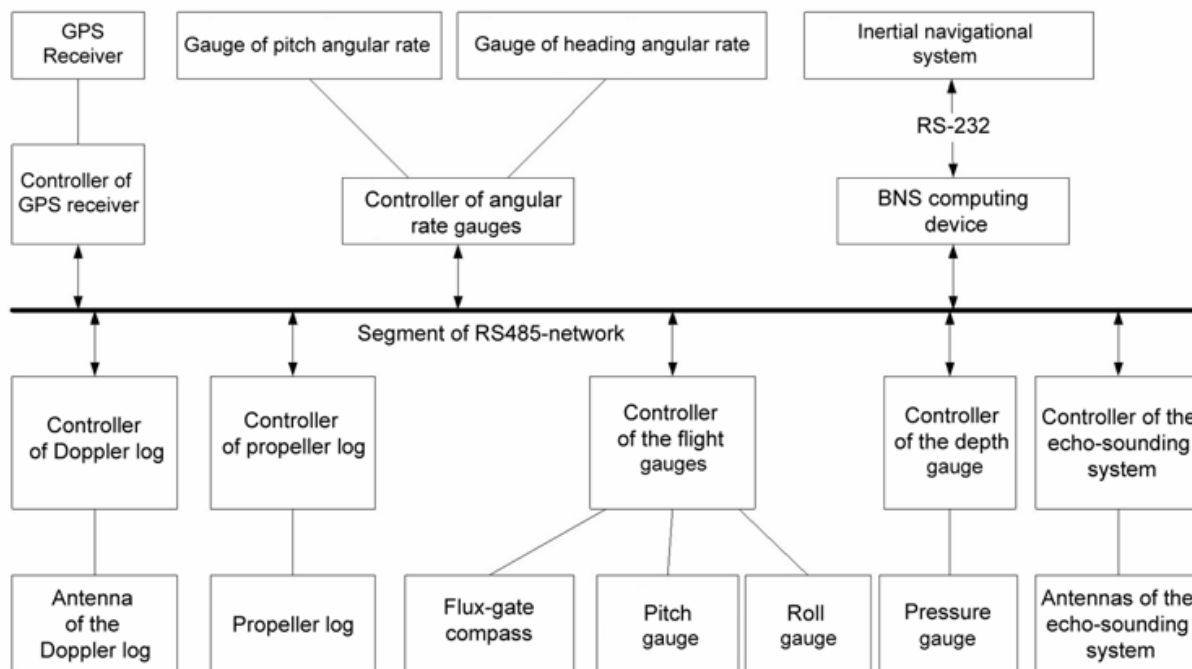 GPS
Receiver
Gauge of pitch angular rate
Gauge of heading angular rate
Inertial navigational
system
RS-232
Controller of
GPS receiver
Controller of angular
rate gauges
BNS computing
device
Segment of RS485-network
Controller
of Doppler log
Controller
of propeller log
Controller
of the flight
gauges
Controller
of the depth
gauge
Controller of the
echo-sounding
system
Antenna
of the
Doppler log
Propeller log
Flux-gate
compass
Pitch
gauge
Roll
gauge
Pressure
gauge
Antennas of the
echo-sounding
system